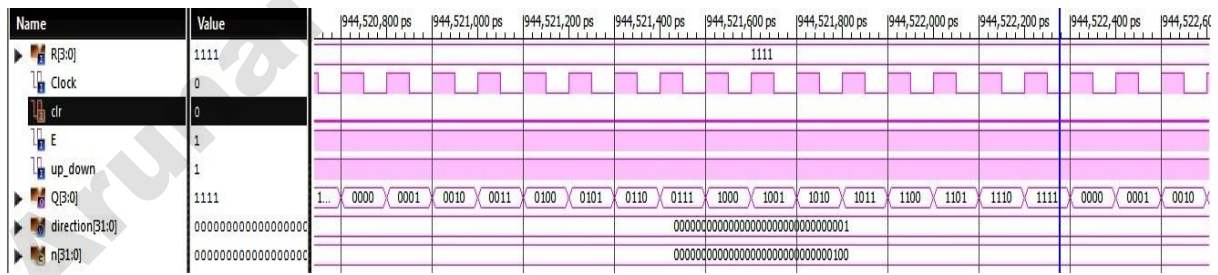 Name Value 944,520,800 ps 944,521,000 ps 944,521,200 ps 944,521,400 ps 944,521,600 ps 944,521,800 ps 944,522,000 ps 944,522,200 ps 944,522,400 ps 944,522,60
R[3:0] 1111 1111
Clock 0
clr 0
E 1
up_down 1
Q[3:0] 1111 1... 0000 0001 0010 0011 0100 0101 0110 0111 1000 1001 1010 1011 1100 1101 1110 1111 0000 0001 0010
direction[31:0] 00000000000000000000000000000001
n[31:0] 00000000000000000000000000000100